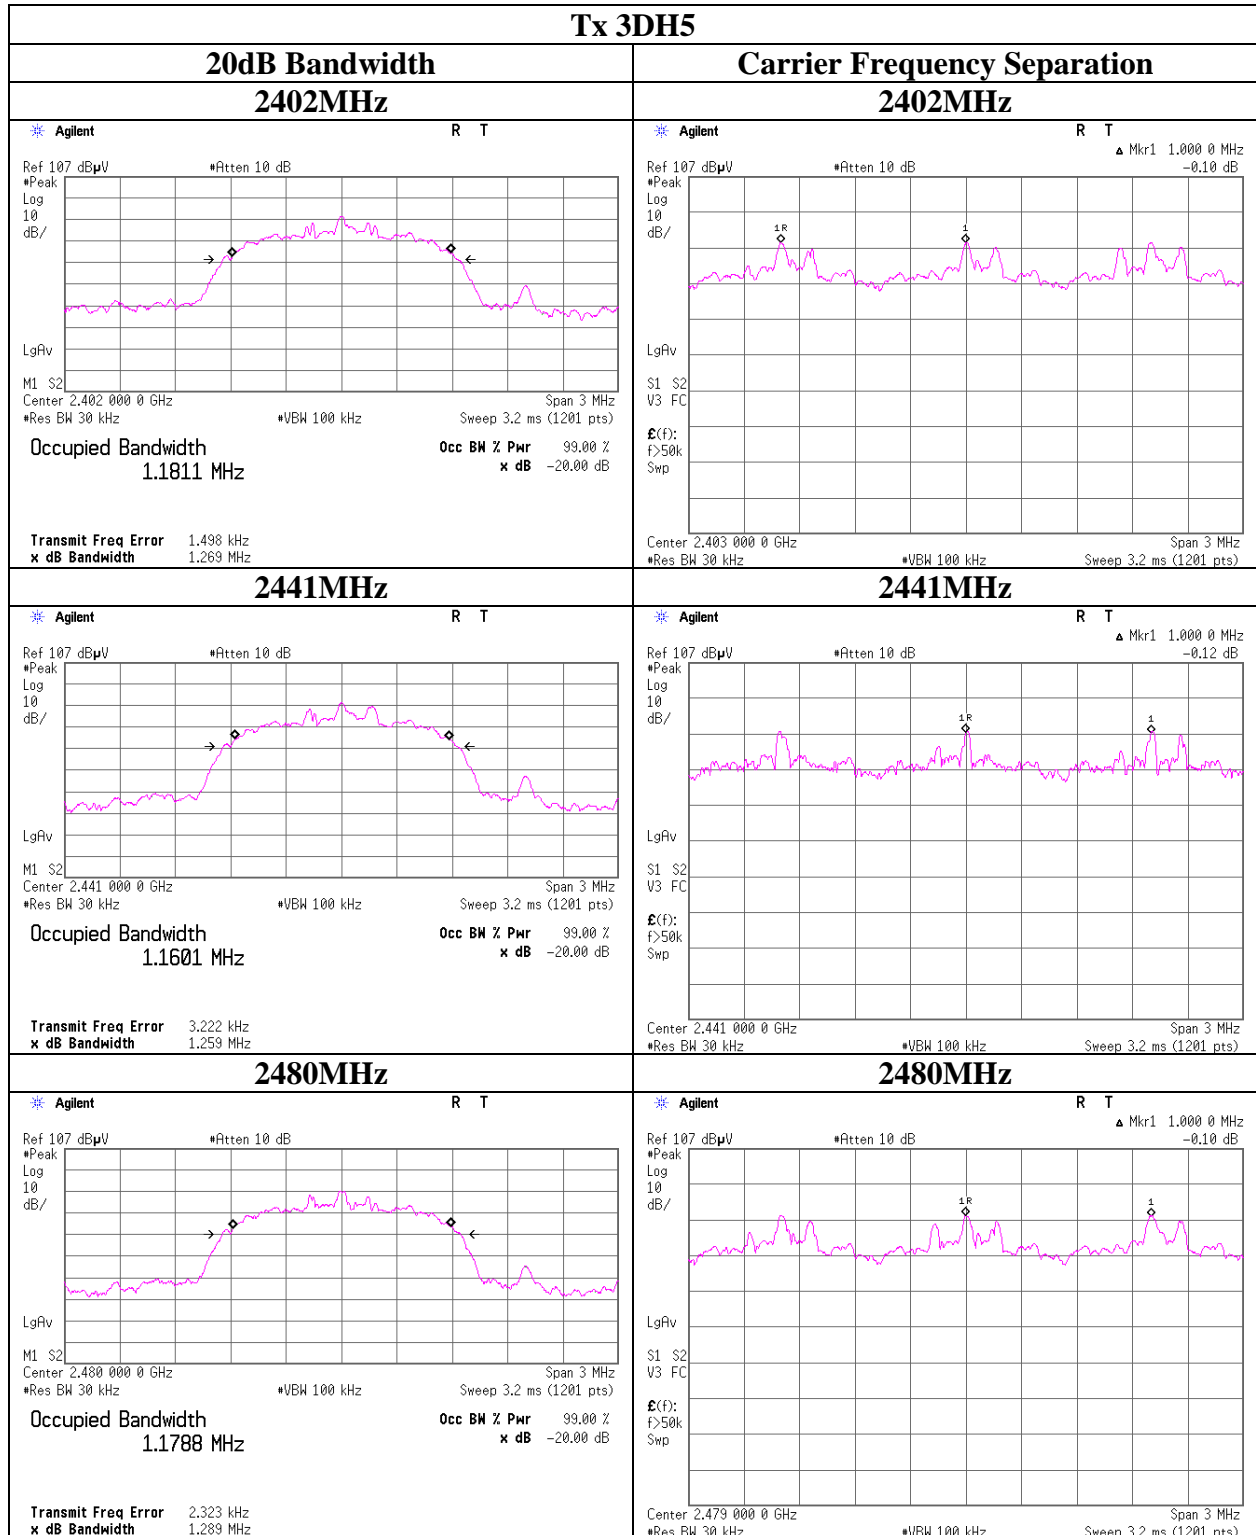 Tx 3DH5
20dB Bandwidth
Carrier Frequency Separation
2402MHz
2402MHz
Agilent
R T
Ref 107 dBµV
#Atten 10 dB
#Peak
Log
10
dB/
LgAv
M1 S2
Center 2.402 000 0 GHz
Span 3 MHz
#Res BW 30 kHz
#VBW 100 kHz
Sweep 3.2 ms (1201 pts)
Occupied Bandwidth
1.1811 MHz
Occ BW % Pwr 99.00 %
x dB -20.00 dB
Transmit Freq Error 1.498 kHz
x dB Bandwidth 1.269 MHz
Agilent
R T
Δ Mkr1 1.000 0 MHz
Ref 107 dBµV
#Atten 10 dB
-0.10 dB
#Peak
Log
10
dB/
1R
1
LgAv
S1 S2
V3 FC
£(f):
f>50k
Swp
Center 2.403 000 0 GHz
Span 3 MHz
#Res BW 30 kHz
#VBW 100 kHz
Sweep 3.2 ms (1201 pts)
2441MHz
2441MHz
Agilent
R T
Ref 107 dBµV
#Atten 10 dB
#Peak
Log
10
dB/
LgAv
M1 S2
Center 2.441 000 0 GHz
Span 3 MHz
#Res BW 30 kHz
#VBW 100 kHz
Sweep 3.2 ms (1201 pts)
Occupied Bandwidth
1.1601 MHz
Occ BW % Pwr 99.00 %
x dB -20.00 dB
Transmit Freq Error 3.222 kHz
x dB Bandwidth 1.259 MHz
Agilent
R T
Δ Mkr1 1.000 0 MHz
Ref 107 dBµV
#Atten 10 dB
-0.12 dB
#Peak
Log
10
dB/
1R
1
LgAv
S1 S2
V3 FC
£(f):
f>50k
Swp
Center 2.441 000 0 GHz
Span 3 MHz
#Res BW 30 kHz
#VBW 100 kHz
Sweep 3.2 ms (1201 pts)
2480MHz
2480MHz
Agilent
R T
Ref 107 dBµV
#Atten 10 dB
#Peak
Log
10
dB/
LgAv
M1 S2
Center 2.480 000 0 GHz
Span 3 MHz
#Res BW 30 kHz
#VBW 100 kHz
Sweep 3.2 ms (1201 pts)
Occupied Bandwidth
1.1788 MHz
Occ BW % Pwr 99.00 %
x dB -20.00 dB
Transmit Freq Error 2.323 kHz
x dB Bandwidth 1.289 MHz
Agilent
R T
Δ Mkr1 1.000 0 MHz
Ref 107 dBµV
#Atten 10 dB
-0.10 dB
#Peak
Log
10
dB/
1R
1
LgAv
S1 S2
V3 FC
£(f):
f>50k
Swp
Center 2.479 000 0 GHz
Span 3 MHz
#Res BW 30 kHz
#VBW 100 kHz
Sweep 3.2 ms (1201 pts)